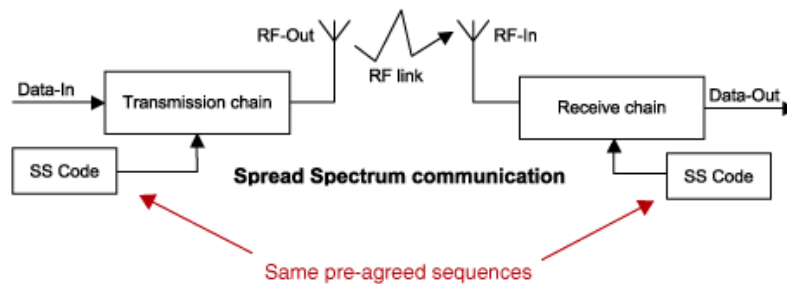 RF-Out
RF-In
RF link
Data-In
Transmission chain
Receive chain
Data-Out
SS Code
Spread Spectrum communication
SS Code
Same pre-agreed sequences